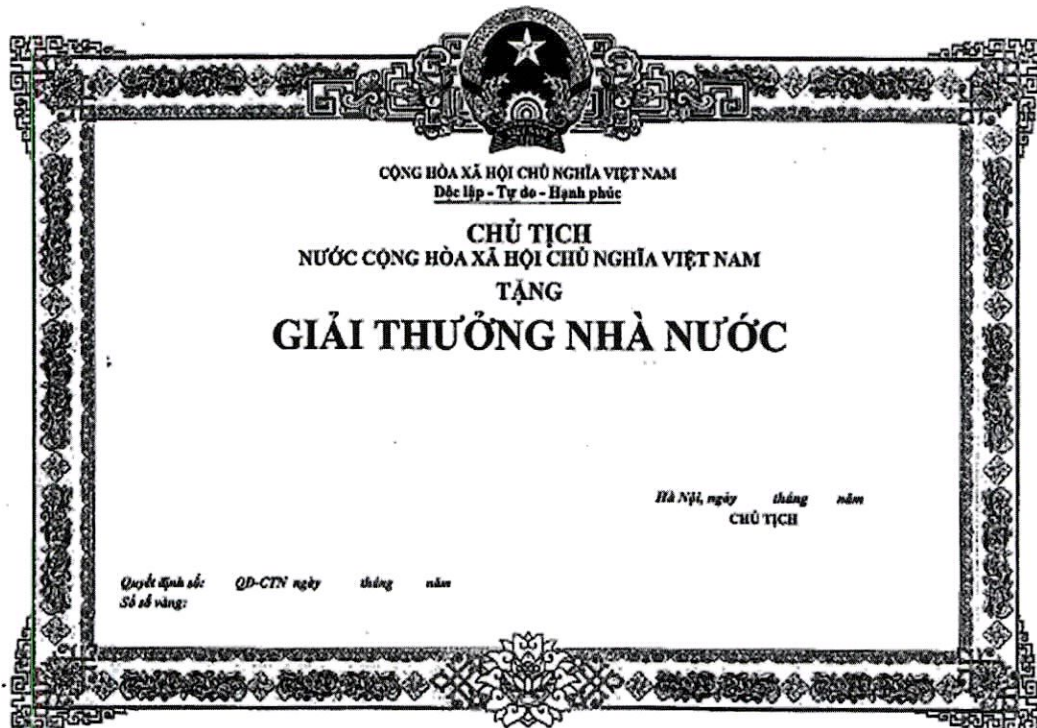 CỘNG HÒA XÃ HỘI CHỦ NGHĨA VIỆT NAM
Độc lập - Tự do - Hạnh phúc
CHỦ TỊCH
NƯỚC CỘNG HÒA XÃ HỘI CHỦ NGHĨA VIỆT NAM
TẶNG
GIẢI THƯỞNG NHÀ NƯỚC
Hà Nội, ngày tháng năm
CHỦ TỊCH
Quyết định số: QĐ-CTN ngày tháng năm
Số sổ vàng: